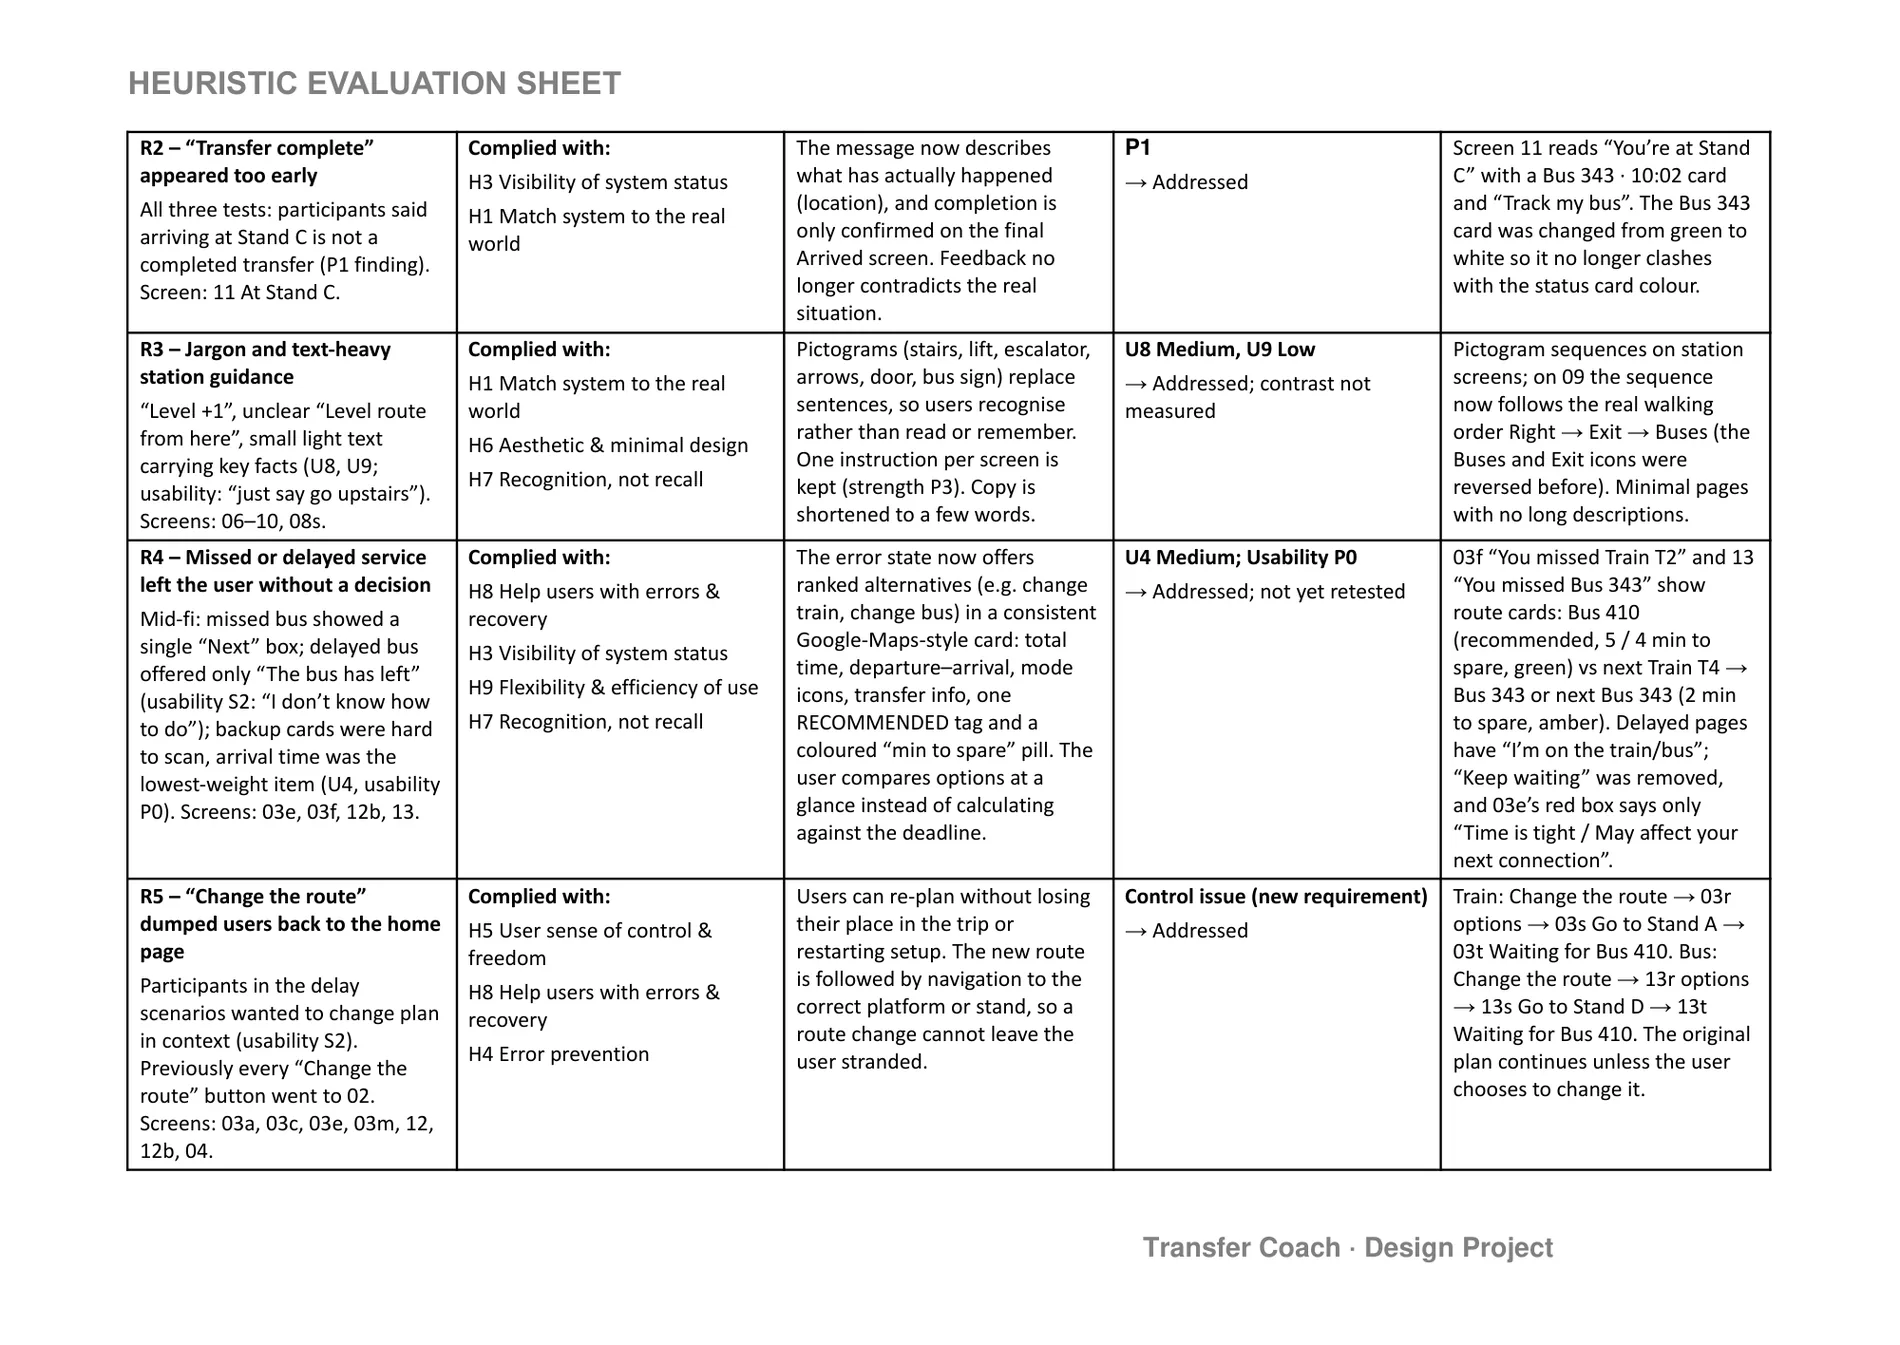 HEURISTIC EVALUATION SHEET
R2 – “Transfer complete”
appeared too early
All three tests: participants said
arriving at Stand C is not a
completed transfer (P1 finding).
Screen: 11 At Stand C.
Complied with:
H3 Visibility of system status
H1 Match system to the real
world
The message now describes
what has actually happened
(location), and completion is
only confirmed on the final
Arrived screen. Feedback no
longer contradicts the real
situation.
P1
→ Addressed
Screen 11 reads “You’re at Stand
C” with a Bus 343 · 10:02 card
and “Track my bus”. The Bus 343
card was changed from green to
white so it no longer clashes
with the status card colour.
R3 – Jargon and text-heavy
station guidance
“Level +1”, unclear “Level route
from here”, small light text
carrying key facts (U8, U9;
usability: “just say go upstairs”).
Screens: 06–10, 08s.
Complied with:
H1 Match system to the real
world
H6 Aesthetic & minimal design
H7 Recognition, not recall
Pictograms (stairs, lift, escalator,
arrows, door, bus sign) replace
sentences, so users recognise
rather than read or remember.
One instruction per screen is
kept (strength P3). Copy is
shortened to a few words.
U8 Medium, U9 Low
→ Addressed; contrast not
measured
Pictogram sequences on station
screens; on 09 the sequence
now follows the real walking
order Right → Exit → Buses (the
Buses and Exit icons were
reversed before). Minimal pages
with no long descriptions.
R4 – Missed or delayed service
left the user without a decision
Mid-fi: missed bus showed a
single “Next” box; delayed bus
offered only “The bus has left”
(usability S2: “I don’t know how
to do”); backup cards were hard
to scan, arrival time was the
lowest-weight item (U4, usability
P0). Screens: 03e, 03f, 12b, 13.
Complied with:
H8 Help users with errors &
recovery
H3 Visibility of system status
H9 Flexibility & efficiency of use
H7 Recognition, not recall
The error state now offers
ranked alternatives (e.g. change
train, change bus) in a consistent
Google-Maps-style card: total
time, departure–arrival, mode
icons, transfer info, one
RECOMMENDED tag and a
coloured “min to spare” pill. The
user compares options at a
glance instead of calculating
against the deadline.
U4 Medium; Usability P0
→ Addressed; not yet retested
03f “You missed Train T2” and 13
“You missed Bus 343” show
route cards: Bus 410
(recommended, 5 / 4 min to
spare, green) vs next Train T4 →
Bus 343 or next Bus 343 (2 min
to spare, amber). Delayed pages
have “I’m on the train/bus”;
“Keep waiting” was removed,
and 03e’s red box says only
“Time is tight / May affect your
next connection”.
R5 – “Change the route”
dumped users back to the home
page
Participants in the delay
scenarios wanted to change plan
in context (usability S2).
Previously every “Change the
route” button went to 02.
Screens: 03a, 03c, 03e, 03m, 12,
12b, 04.
Complied with:
H5 User sense of control &
freedom
H8 Help users with errors &
recovery
H4 Error prevention
Users can re-plan without losing
their place in the trip or
restarting setup. The new route
is followed by navigation to the
correct platform or stand, so a
route change cannot leave the
user stranded.
Control issue (new requirement)
→ Addressed
Train: Change the route → 03r
options → 03s Go to Stand A →
03t Waiting for Bus 410. Bus:
Change the route → 13r options
→ 13s Go to Stand D → 13t
Waiting for Bus 410. The original
plan continues unless the user
chooses to change it.
Transfer Coach · Design Project